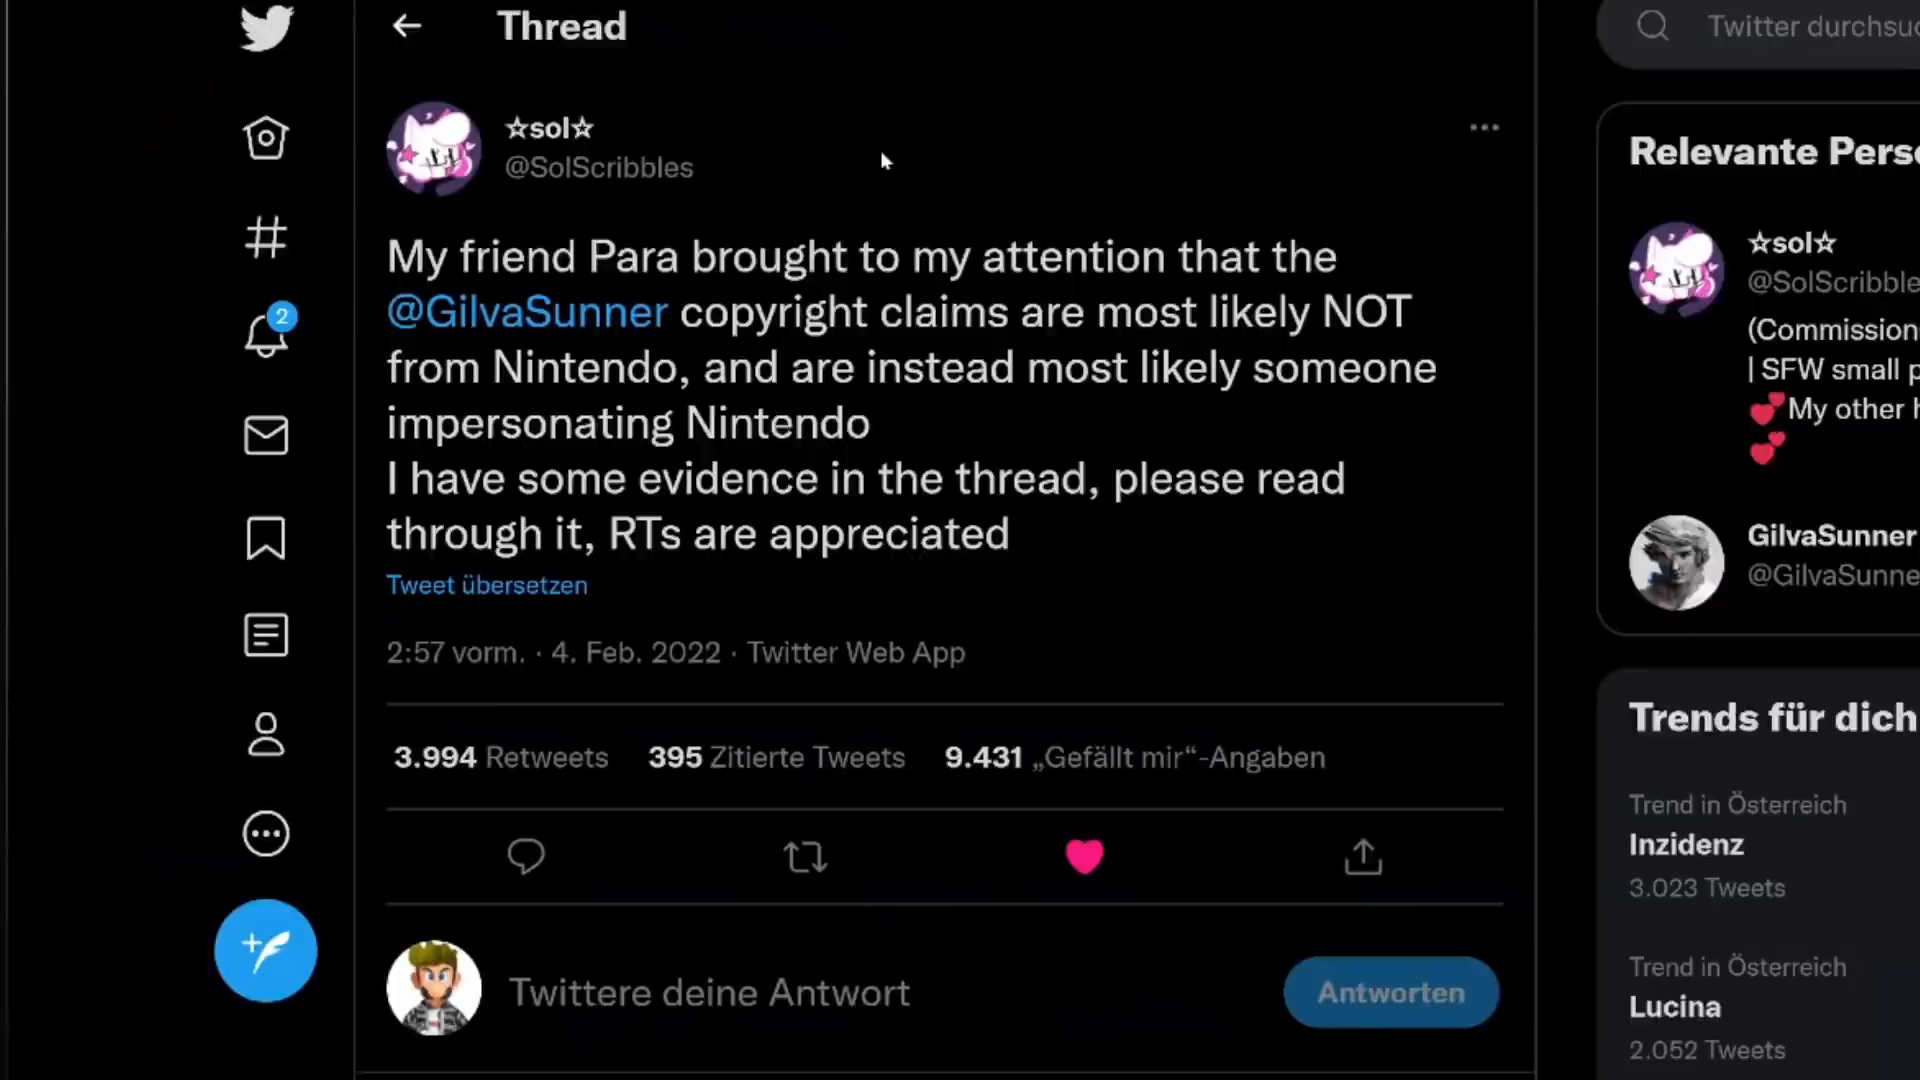 Thread
Twitter durchsuc
☆sol☆
@SolScribbles
My friend Para brought to my attention that the
@GilvaSunner copyright claims are most likely NOT
from Nintendo, and are instead most likely someone
impersonating Nintendo
I have some evidence in the thread, please read
through it, RTs are appreciated
Tweet übersetzen
2:57 vorm. · 4. Feb. 2022 · Twitter Web App
3.994 Retweets 395 Zitierte Tweets 9.431 „Gefällt mir“-Angaben
Twittere deine Antwort
Antworten
2
Relevante Perso
☆sol☆
@SolScribble
(Commission
| SFW small p
💕My other h
💕
GilvaSunner
@GilvaSunne
Trends für dich
Trend in Österreich
Inzidenz
3.023 Tweets
Trend in Österreich
Lucina
2.052 Tweets